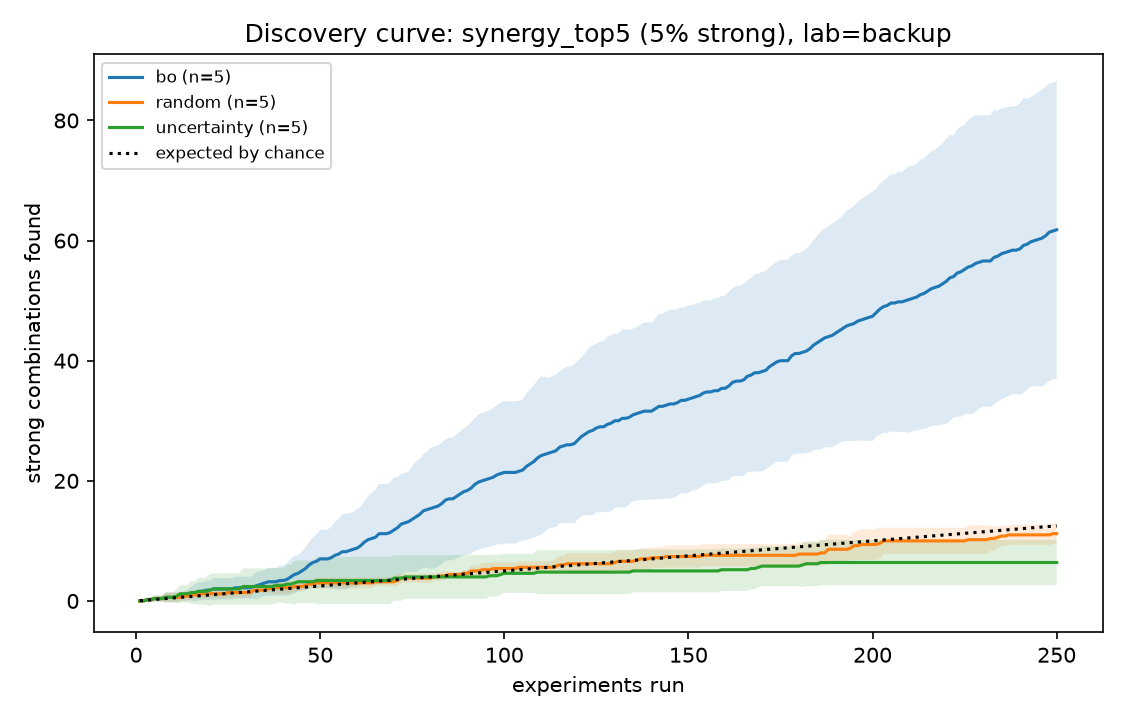 Discovery curve: synergy_top5 (5% strong), lab=backup
bo (n=5)
random (n=5)
uncertainty (n=5)
expected by chance
strong combinations found
80
60
40
20
0
0 50 100 150 200 250
experiments run